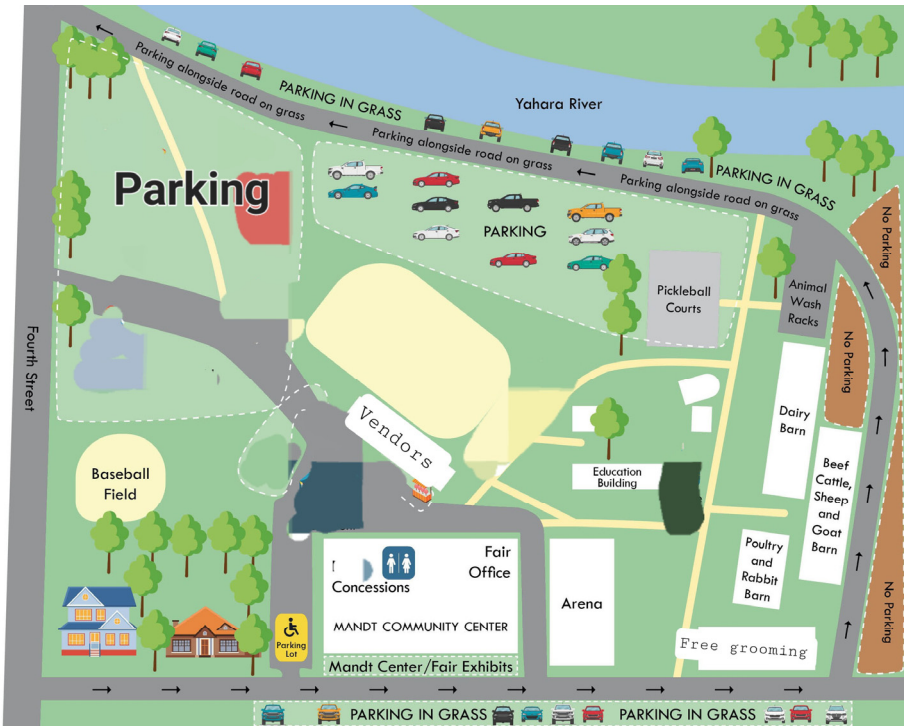 Parking alongside road on grass
PARKING IN GRASS
Yahara River
Parking alongside road on grass
PARKING IN GRASS
Parking alongside road on grass
Parking
PARKING
No Parking
Pickleball
Courts
Animal
Wash
Racks
No Parking
Fourth Street
Vendors
Dairy
Barn
Baseball
Field
Education
Building
Beef
Cattle,
Sheep
and
Goat
Barn
Poultry
and
Rabbit
Barn
No Parking
Fair
Office
Concessions
Arena
MANDT COMMUNITY CENTER
Parking
Lot
Free grooming
Mandt Center/Fair Exhibits
PARKING IN GRASS
PARKING IN GRASS